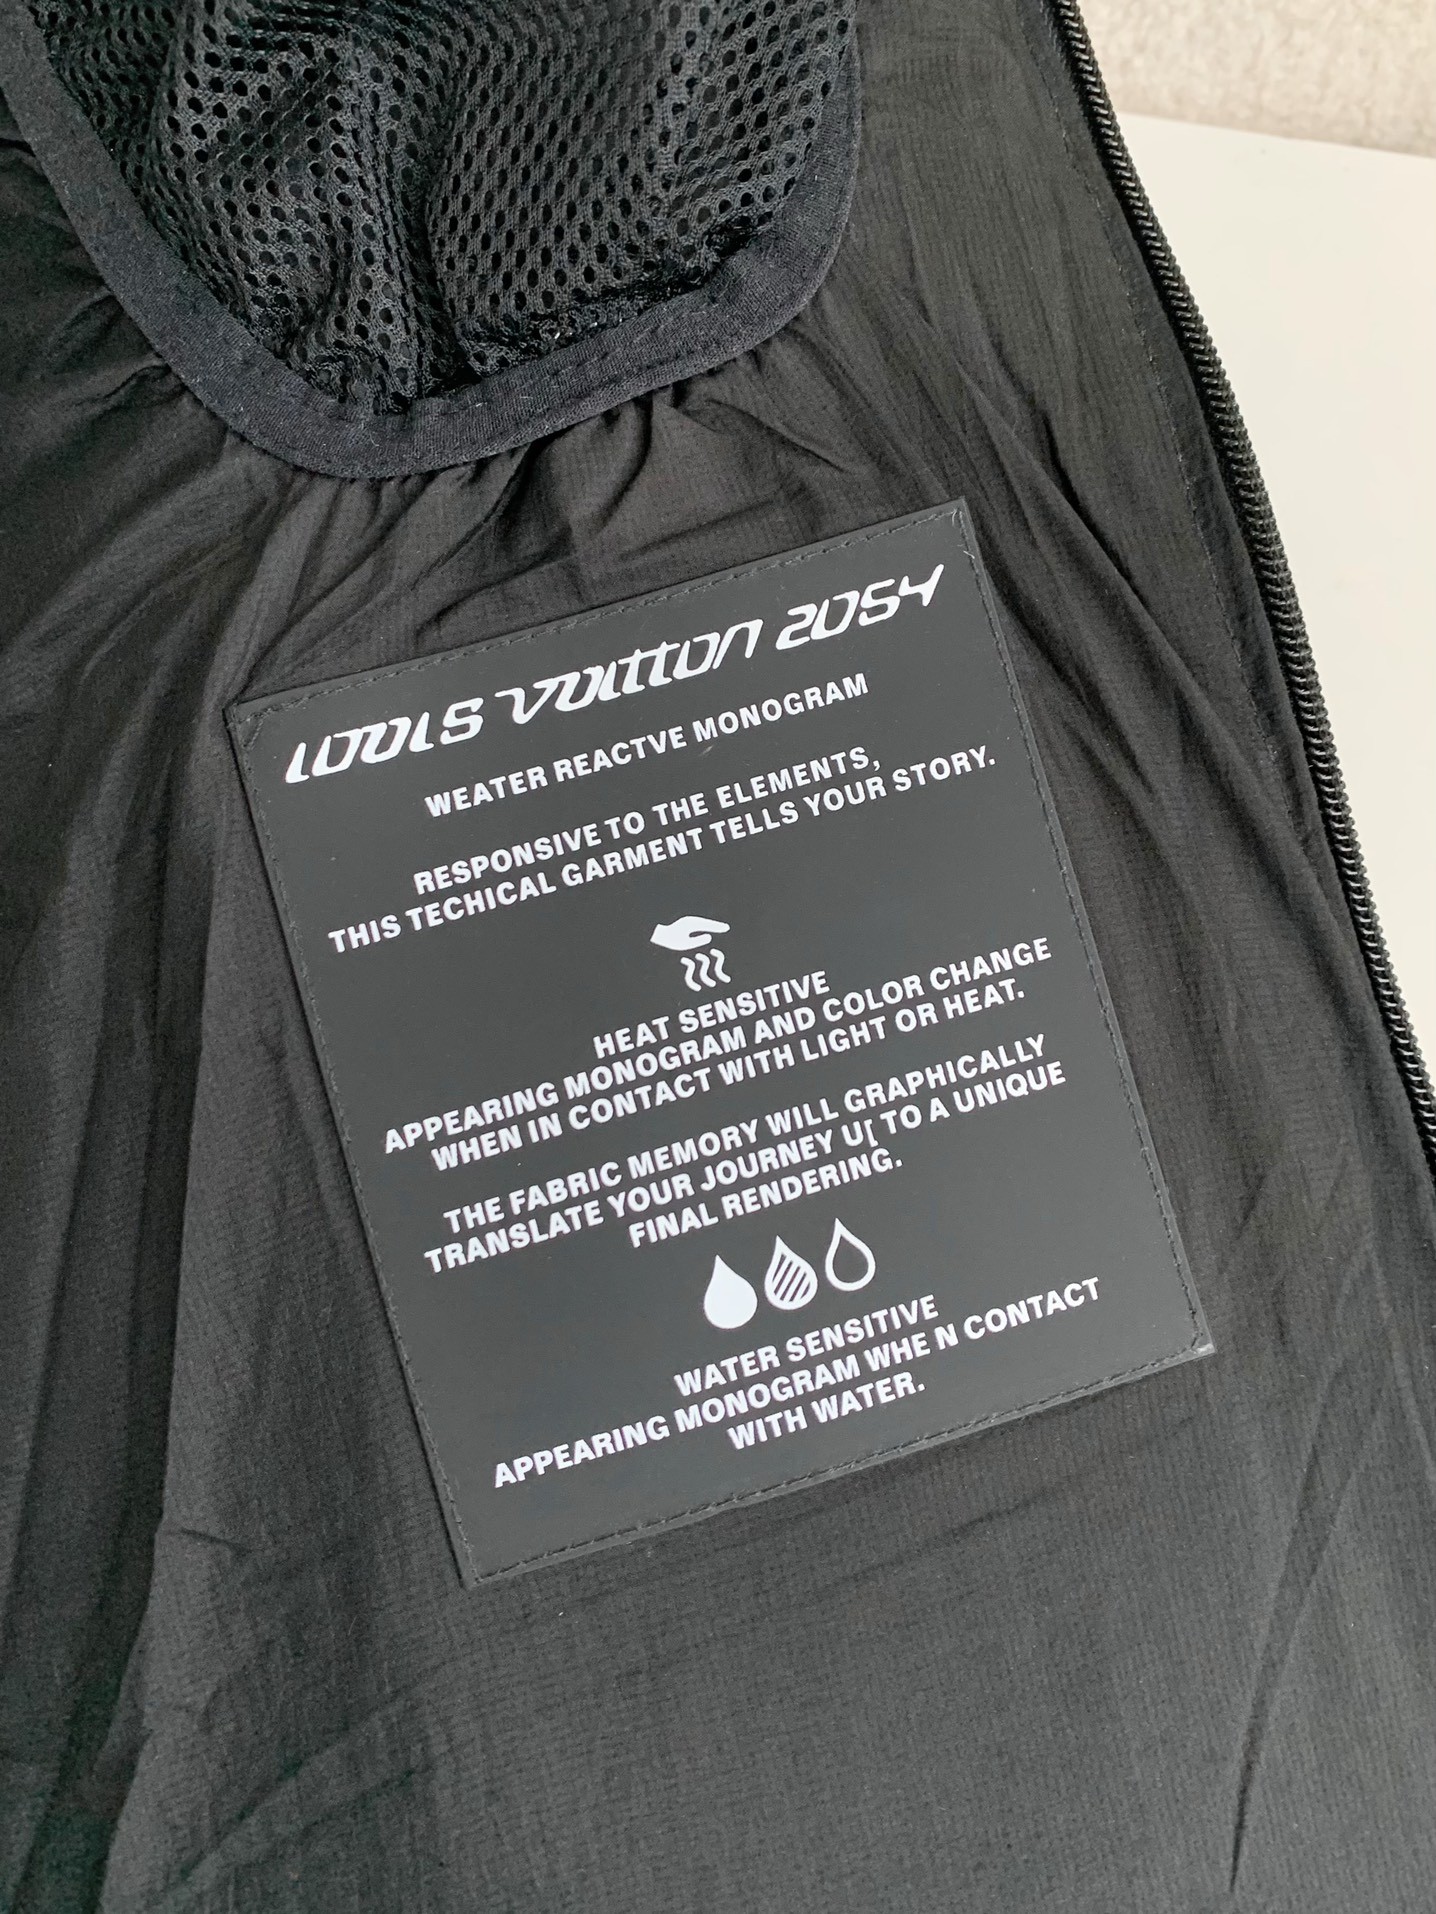 LOUIS VUITTON 2054
WEATER REACTVE MONOGRAM
RESPONSIVE TO THE ELEMENTS,
THIS TECHICAL GARMENT TELLS YOUR STORY.
HEAT SENSITIVE
APPEARING MONOGRAM AND COLOR CHANGE
WHEN IN CONTACT WITH LIGHT OR HEAT.
THE FABRIC MEMORY WILL GRAPHICALLY
TRANSLATE YOUR JOURNEY U[ TO A UNIQUE
FINAL RENDERING.
WATER SENSITIVE
APPEARING MONOGRAM WHE N CONTACT
WITH WATER.